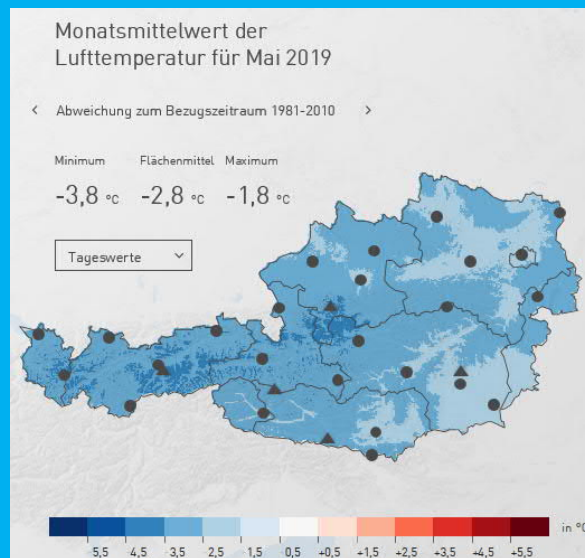 Monatsmittelwert der
Lufttemperatur für Mai 2019
< Abweichung zum Bezugszeitraum 1981-2010 >
Minimum Flächenmittel Maximum
-3,8 °C -2,8 °C -1,8 °C
Tageswerte
in °C
5,5 4,5 -3,5 -2,5 -1,5 -0,5 +0,5 +1,5 +2,5 +3,5 +4,5 +5,5